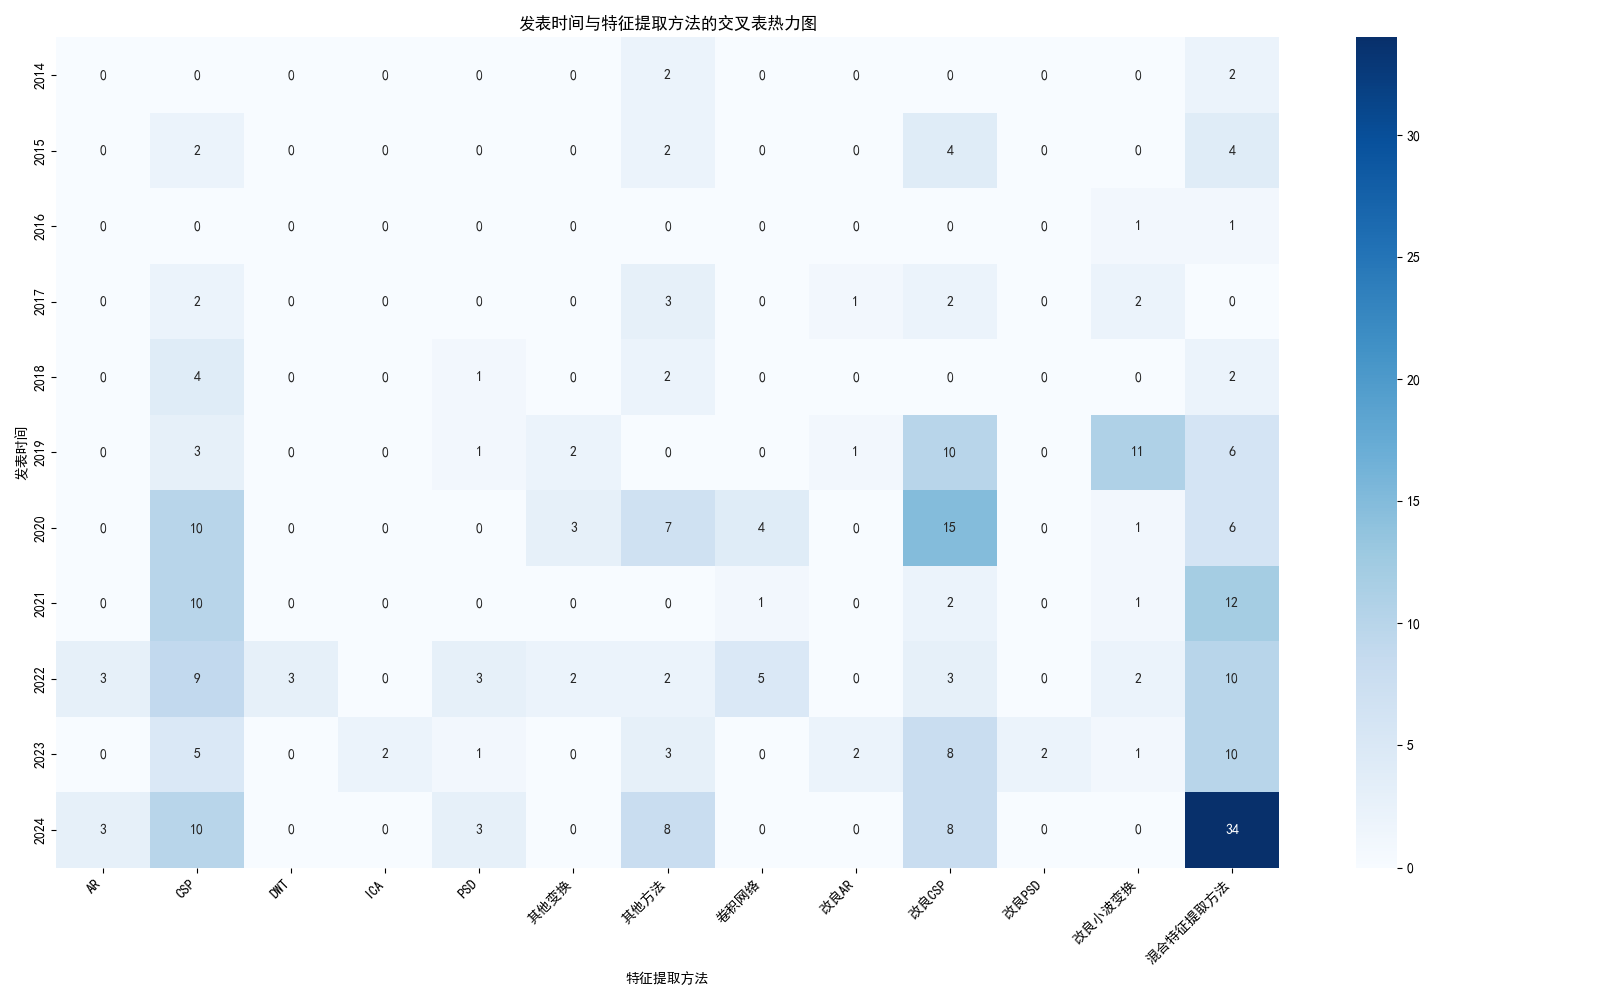 发表时间与特征提取方法的交叉表热力图
发表时间
2014 0 0 0 0 0 0 2 0 0 0 0 0 2
2015 0 2 0 0 0 0 2 0 0 4 0 0 4
2016 0 0 0 0 0 0 0 0 0 0 0 1 1
2017 0 2 0 0 0 0 3 0 1 2 0 2 0
2018 0 4 0 0 1 0 2 0 0 0 0 0 2
2019 0 3 0 0 1 2 0 0 1 10 0 11 6
2020 0 10 0 0 0 3 7 4 0 15 0 1 6
2021 0 10 0 0 0 0 0 1 0 2 0 1 12
2022 3 9 3 0 3 2 2 5 0 3 0 2 10
2023 0 5 0 2 1 0 3 0 2 8 2 1 10
2024 3 10 0 0 3 0 8 0 0 8 0 0 34
AR CSP DWT ICA PSD 其他变换 其他方法 卷积网络 改良AR 改良CSP 改良PSD 改良小波变换 混合特征提取方法
特征提取方法
30
25
20
15
10
5
0